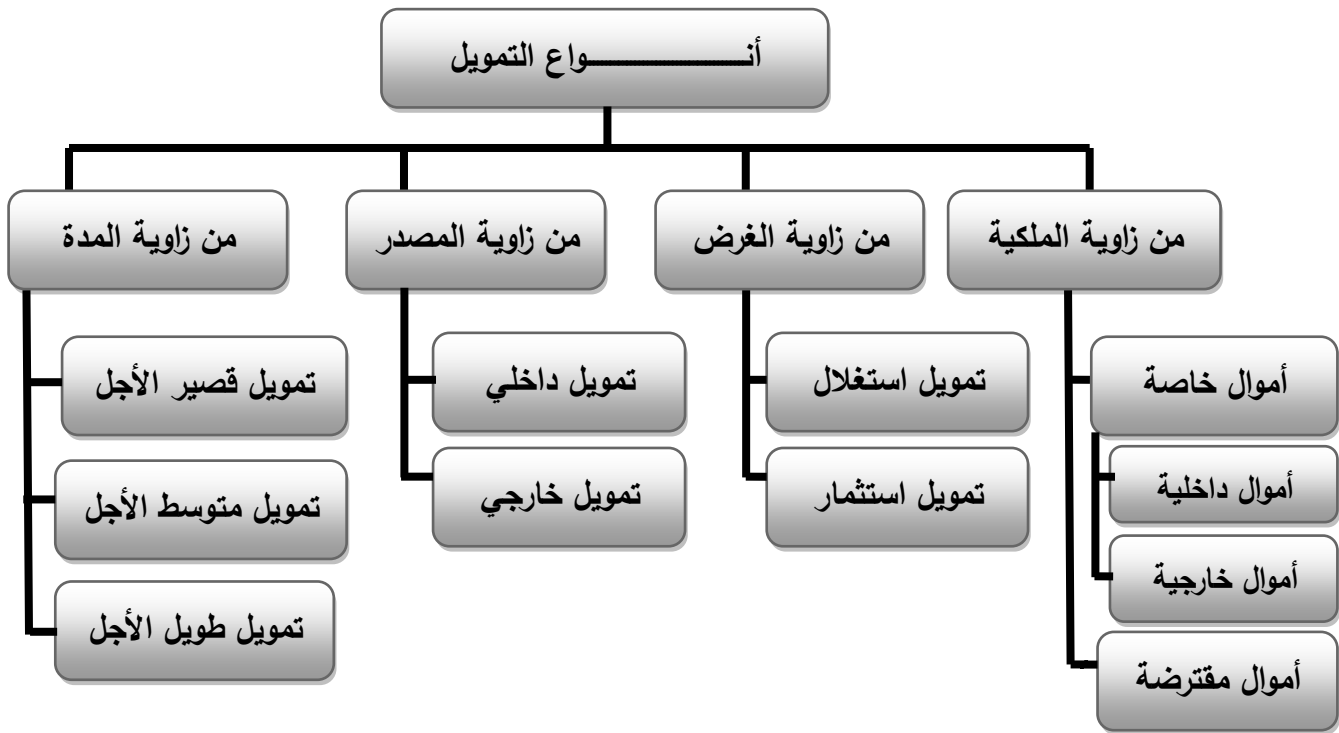 أنـــــــــــواع التمويل
من زاوية الملكية
من زاوية الغرض
من زاوية المصدر
من زاوية المدة
أموال خاصة
أموال داخلية
أموال خارجية
أموال مقترضة
تمويل استغلال
تمويل استثمار
تمويل داخلي
تمويل خارجي
تمويل قصير الأجل
تمويل متوسط الأجل
تمويل طويل الأجل